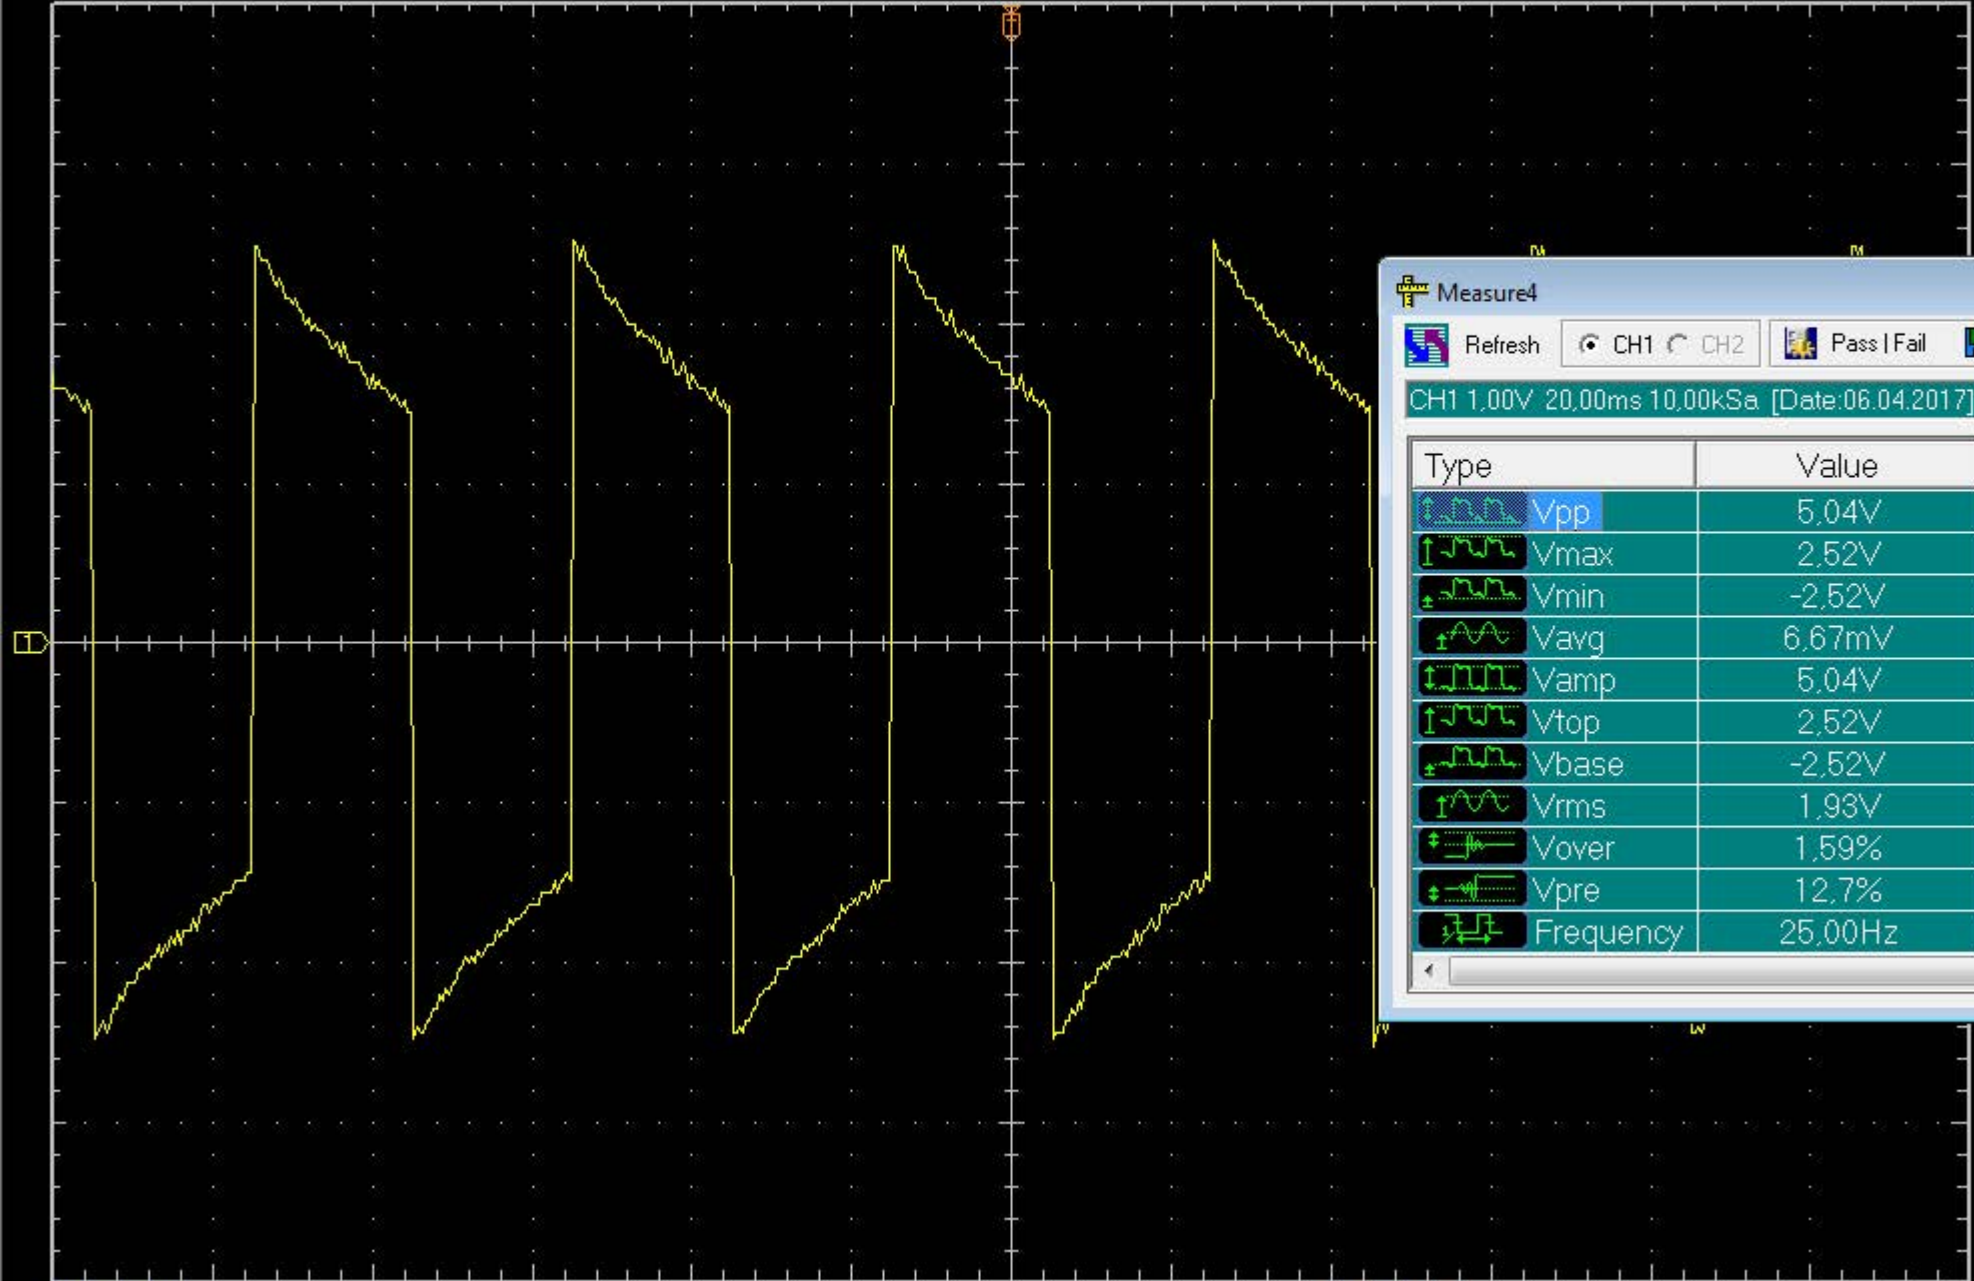 T
1
Measure4
Refresh CH1 CH2 Pass|Fail
CH1 1,00V 20,00ms 10,00kSa [Date:06.04.2017]
Type Value
Vpp 5,04V
Vmax 2,52V
Vmin -2,52V
Vavg 6,67mV
Vamp 5,04V
Vtop 2,52V
Vbase -2,52V
Vrms 1,93V
Vover 1,59%
Vpre 12,7%
Frequency 25,00Hz